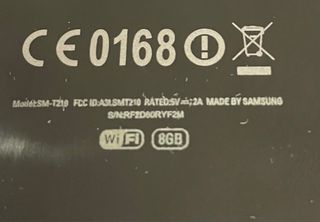 CE0168
Model:SM-T210 FCC ID:A3LSMT210 RATED:5V⎓;2A MADE BY SAMSUNG
S/N:RF2D60RYF2M
WiFi 8GB